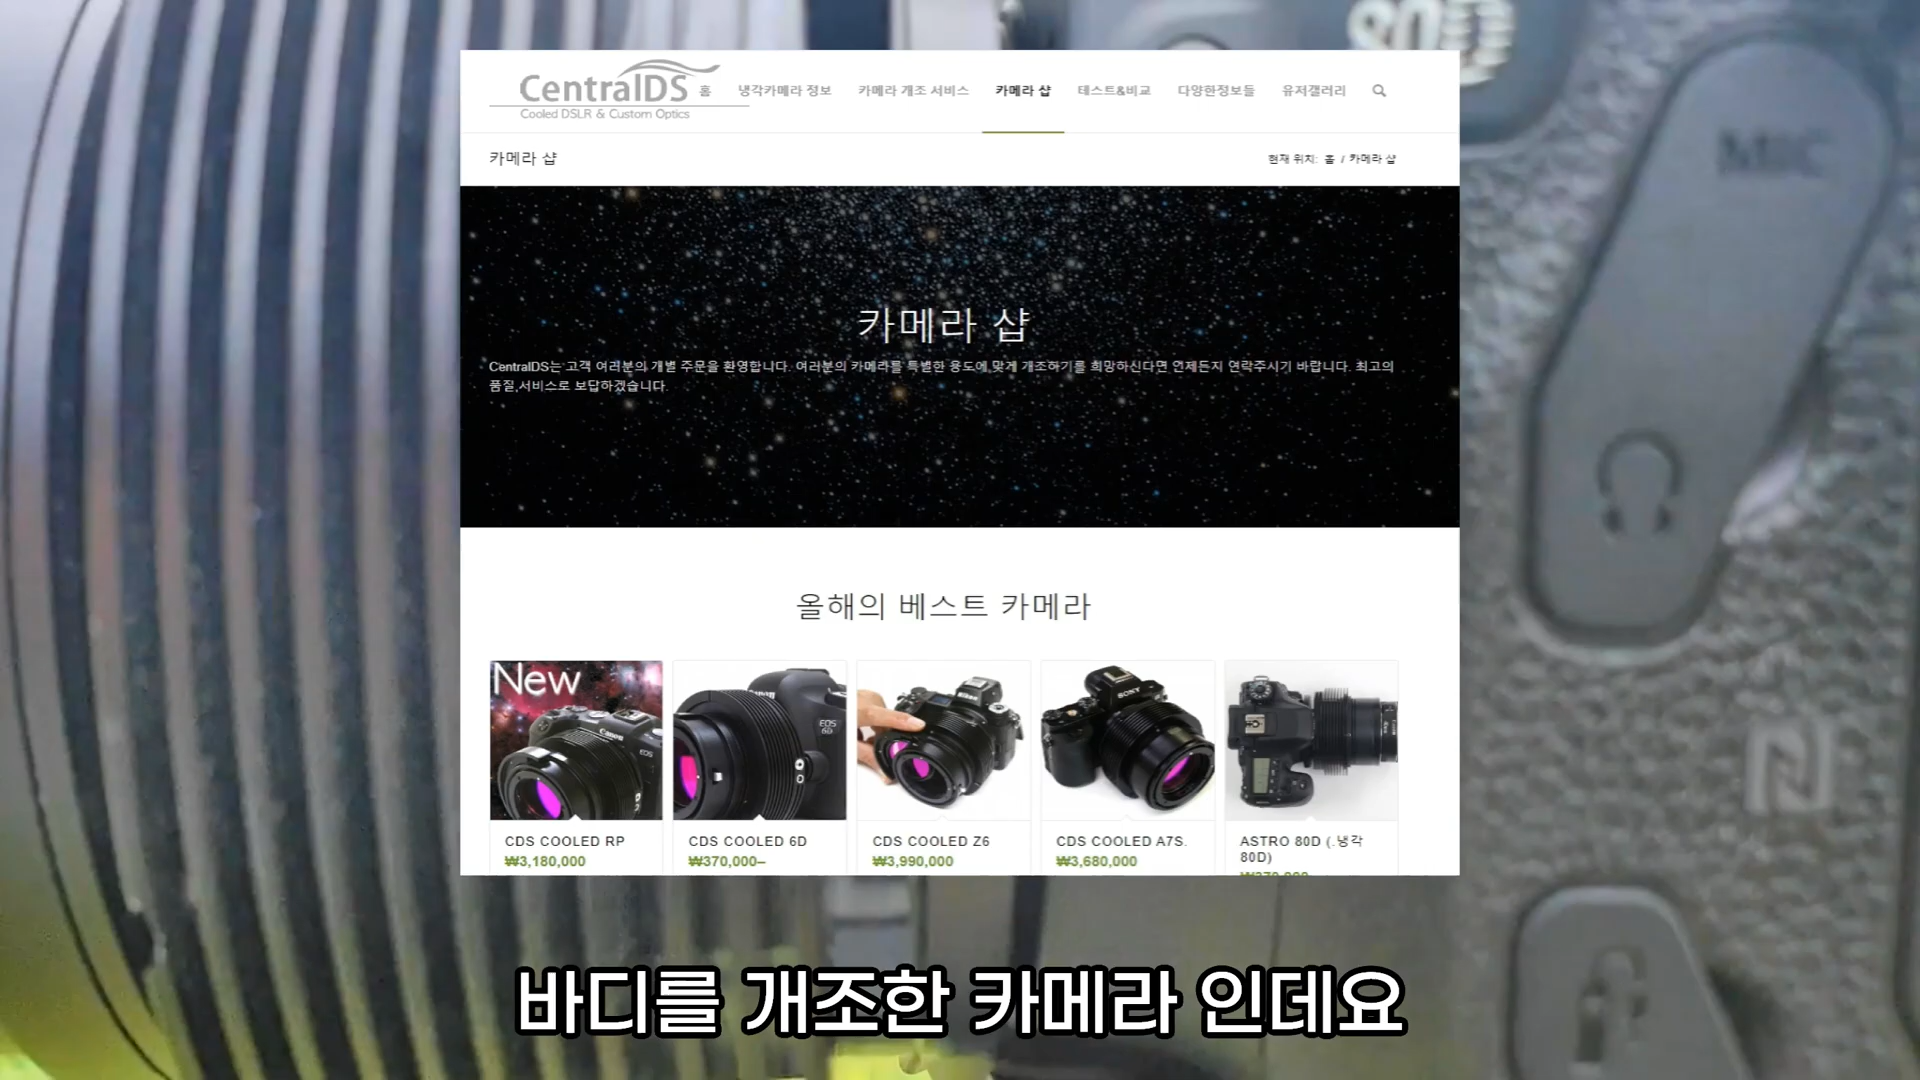 80D
MIC
CentralDS
Cooled DSLR & Custom Optics
홈 냉각카메라 정보 카메라 개조 서비스 카메라 샵 테스트&비교 다양한정보들 유저갤러리
카메라 샵
현재 위치: 홈 / 카메라 샵
카메라 샵
CentralDS는 고객 여러분의 개별 주문을 환영합니다. 여러분의 카메라를 특별한 용도에 맞게 개조하기를 희망하신다면 언제든지 연락주시기 바랍니다. 최고의
품질,서비스로 보답하겠습니다.
올해의 베스트 카메라
New
Canon
EOS
Canon
EOS
6D
Nikon
SONY
CDS COOLED RP
₩3,180,000
CDS COOLED 6D
₩370,000–
CDS COOLED Z6
₩3,990,000
CDS COOLED A7S.
₩3,680,000
ASTRO 80D (.냉각
80D)
바디를 개조한 카메라 인데요